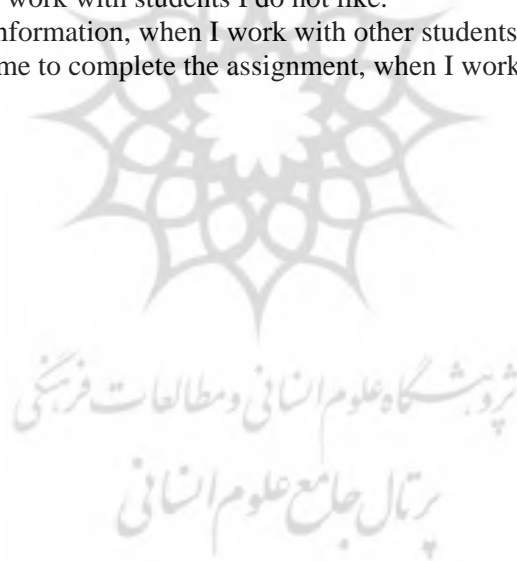 work with students I do not like.
nformation, when I work with other students
me to complete the assignment, when I work
پژوهشگاه علوم انسانی و مطالعات فرهنگی
پرتال جامع علوم انسانی